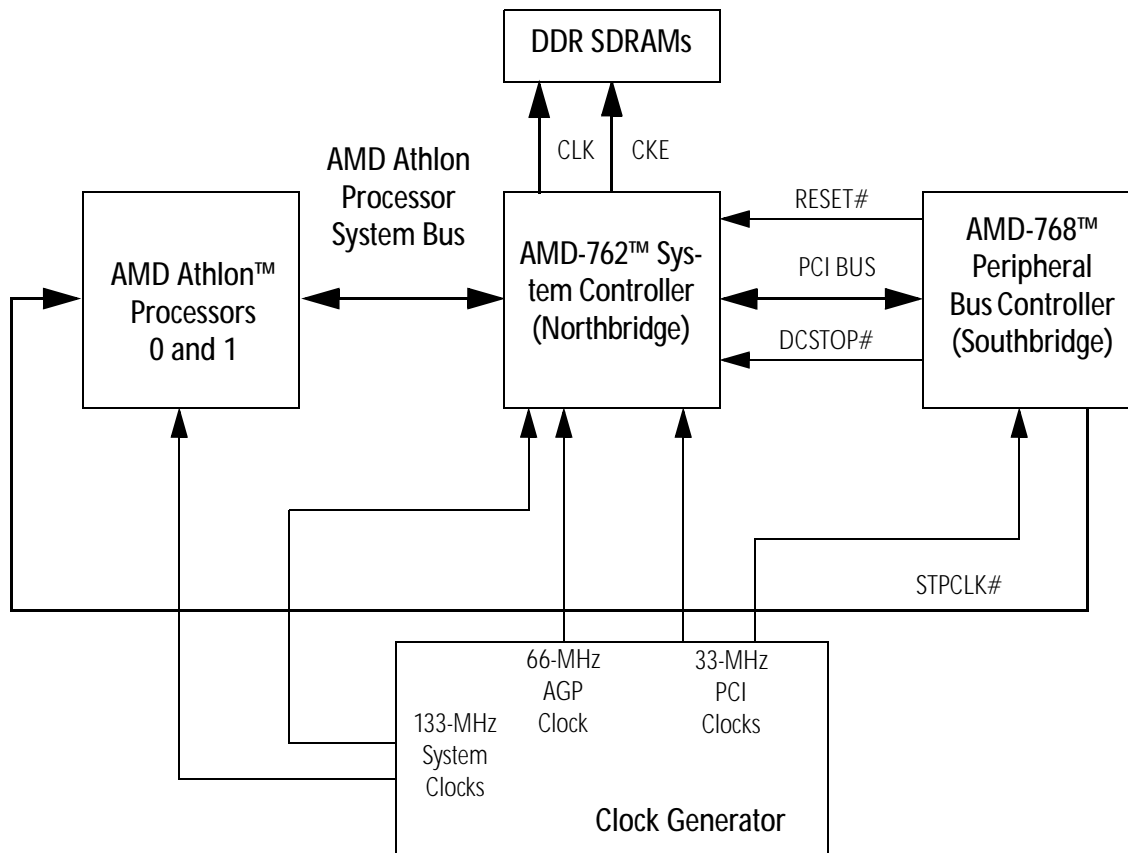 DDR SDRAMs
CLK
CKE
AMD Athlon
Processor
System Bus
AMD Athlon™
Processors
0 and 1
AMD-762™ Sys-
tem Controller
(Northbridge)
RESET#
PCI BUS
DCSTOP#
AMD-768™
Peripheral
Bus Controller
(Southbridge)
STPCLK#
133-MHz
System
Clocks
66-MHz
AGP
Clock
33-MHz
PCI
Clocks
Clock Generator